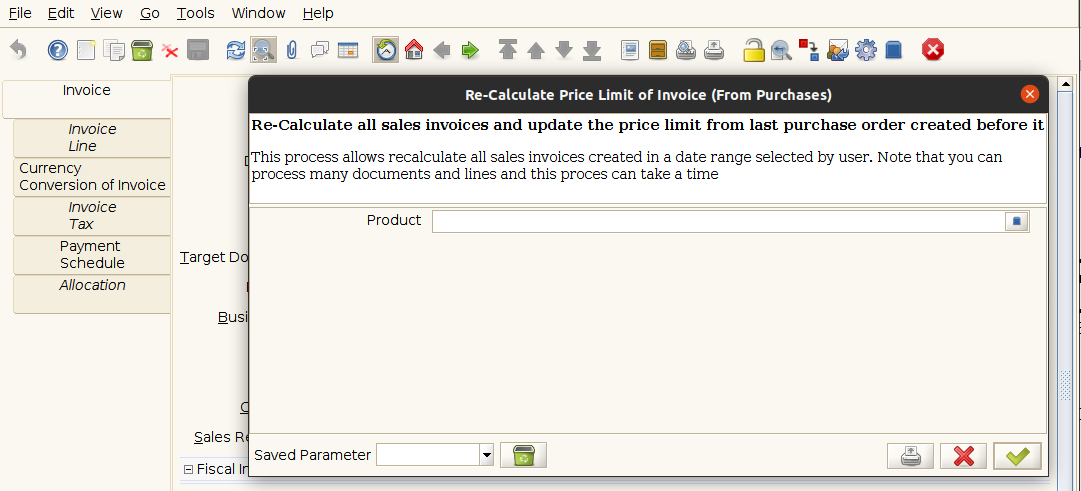 File Edit View Go Tools Window Help
Re-Calculate Price Limit of Invoice (From Purchases)
Invoice
Invoice
Line
Currency
Conversion of Invoice
Invoice
Tax
Payment
Schedule
Allocation
Re-Calculate all sales invoices and update the price limit from last purchase order created before it
This process allows recalculate all sales invoices created in a date range selected by user. Note that you can
process many documents and lines and this proces can take a time
Product
Target Do
Busi
Sales Re
Fiscal In
Saved Parameter